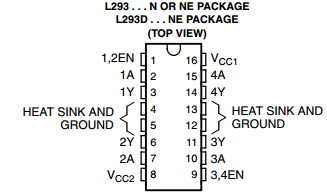 L293 . . . N OR NE PACKAGE
L293D . . . NE PACKAGE
(TOP VIEW)
1,2EN 1 16 VCC1
1A 2 15 4A
1Y 3 14 4Y
HEAT SINK AND GROUND 4 13 HEAT SINK AND GROUND
5 12
2Y 6 11 3Y
2A 7 10 3A
VCC2 8 9 3,4EN